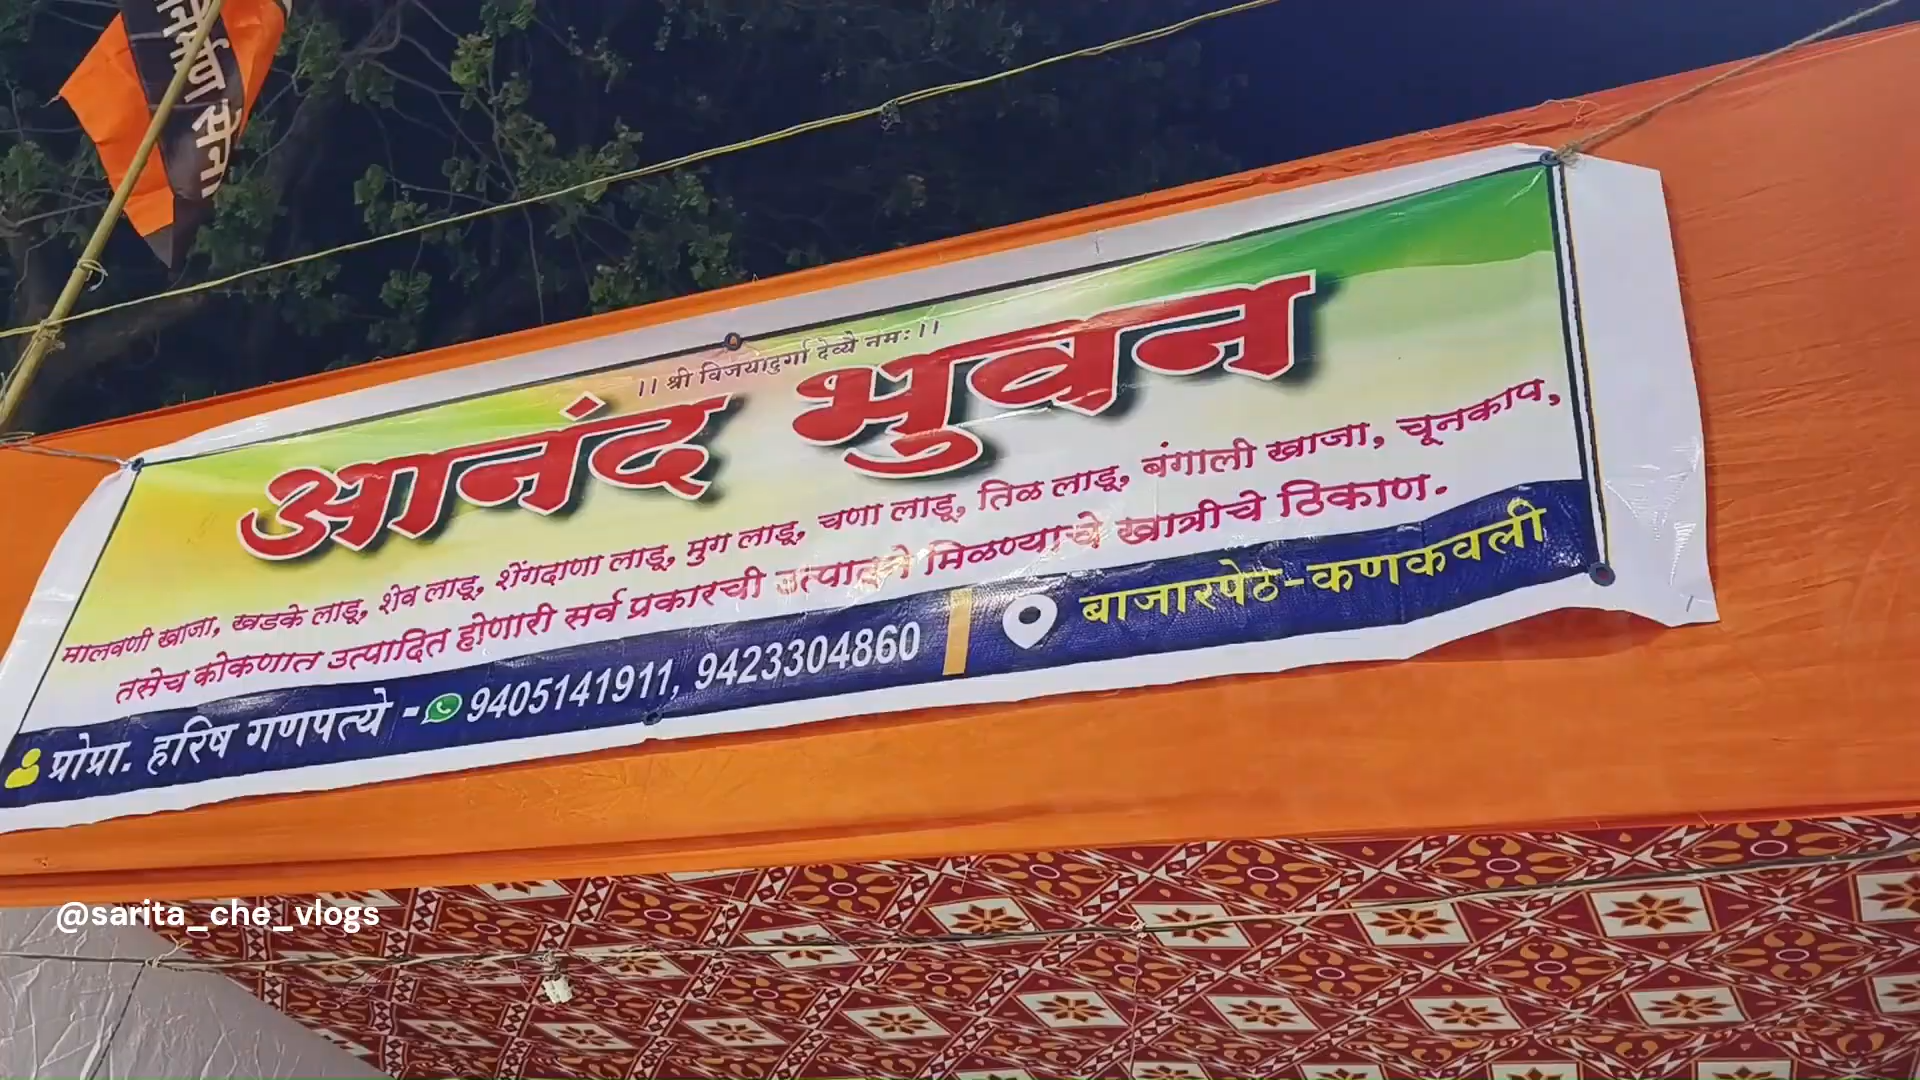 निर्माण सेना
।। श्री विजयादुर्गा देव्यै नमः ।।
आनंद भुवन
मालवणी खाजा, खडके लाडू, शेव लाडू, शेंगदाणा लाडू, मुग लाडू, चणा लाडू, तिळ लाडू, बंगाली खाजा, चूनकाप,
तसेच कोकणात उत्पादित होणारी सर्व प्रकारची उत्पादने मिळण्याचे खात्रीचे ठिकाण.
प्रोप्रा. हरिष गणपत्ये - 9405141911, 9423304860 बाजारपेठ-कणकवली
@sarita_che_vlogs